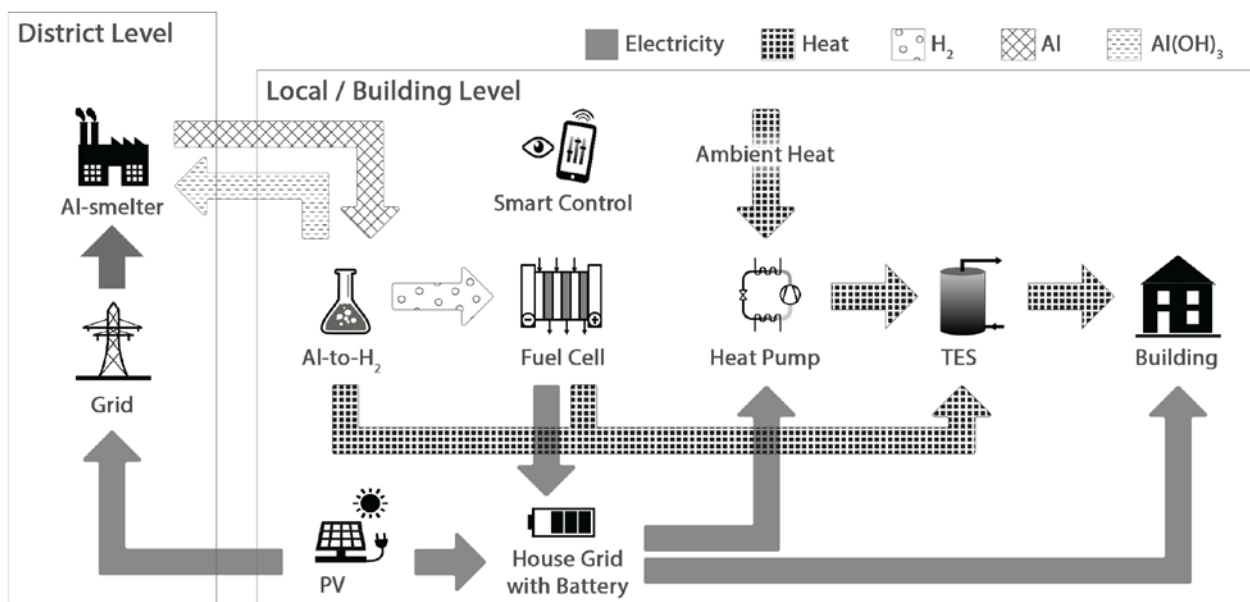 District Level
Electricity
Heat
H₂
Al
Al(OH)₃
Local / Building Level
Al-smelter
Smart Control
Ambient Heat
Al-to-H₂
Fuel Cell
Heat Pump
TES
Building
Grid
PV
House Grid
with Battery